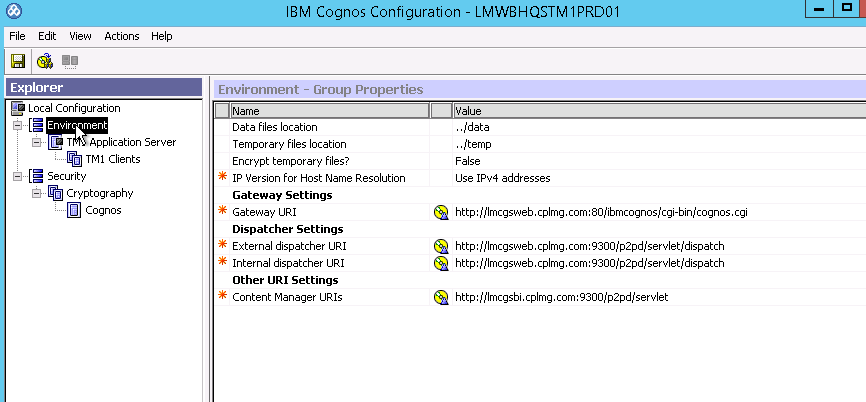 IBM Cognos Configuration - LMWBHQSTM1PRD01
File Edit View Actions Help
Explorer
Local Configuration
Environment
TM1 Application Server
TM1 Clients
Security
Cryptography
Cognos
Environment - Group Properties
Name Value
Data files location ../data
Temporary files location ../temp
Encrypt temporary files? False
* IP Version for Host Name Resolution Use IPv4 addresses
Gateway Settings
* Gateway URI http://lmcgsweb.cplmg.com:80/ibmcognos/cgi-bin/cognos.cgi
Dispatcher Settings
* External dispatcher URI http://lmcgsweb.cplmg.com:9300/p2pd/servlet/dispatch
* Internal dispatcher URI http://lmcgsweb.cplmg.com:9300/p2pd/servlet/dispatch
Other URI Settings
* Content Manager URIs http://lmcgsbi.cplmg.com:9300/p2pd/servlet